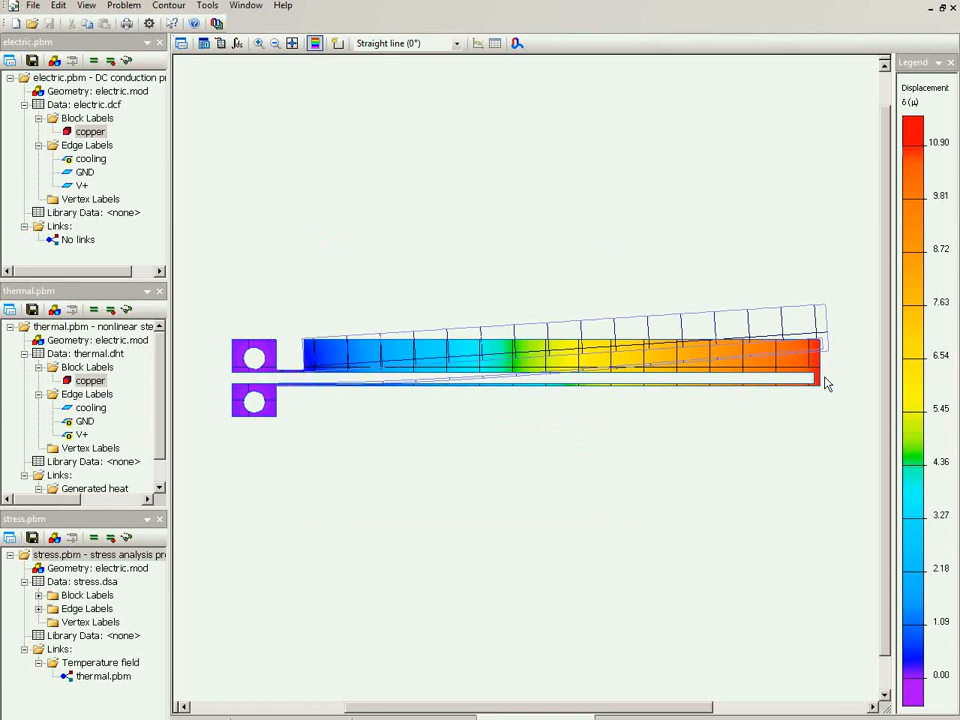 File Edit View Problem Contour Tools Window Help
Straight line (0°)
electric.pbm
electric.pbm - DC conduction pr
Geometry: electric.mod
Data: electric.dcf
Block Labels
copper
Edge Labels
cooling
GND
V+
Vertex Labels
Library Data: <none>
Links:
No links
thermal.pbm
thermal.pbm - nonlinear ste
Geometry: electric.mod
Data: thermal.dht
Block Labels
copper
Edge Labels
cooling
GND
V+
Vertex Labels
Library Data: <none>
Links:
Generated heat
stress.pbm
stress.pbm - stress analysis pro
Geometry: electric.mod
Data: stress.dsa
Block Labels
Edge Labels
Vertex Labels
Library Data: <none>
Links:
Temperature field
thermal.pbm
Legend
Displacement
δ (μ)
10.90
9.81
8.72
7.63
6.54
5.45
4.36
3.27
2.18
1.09
0.00